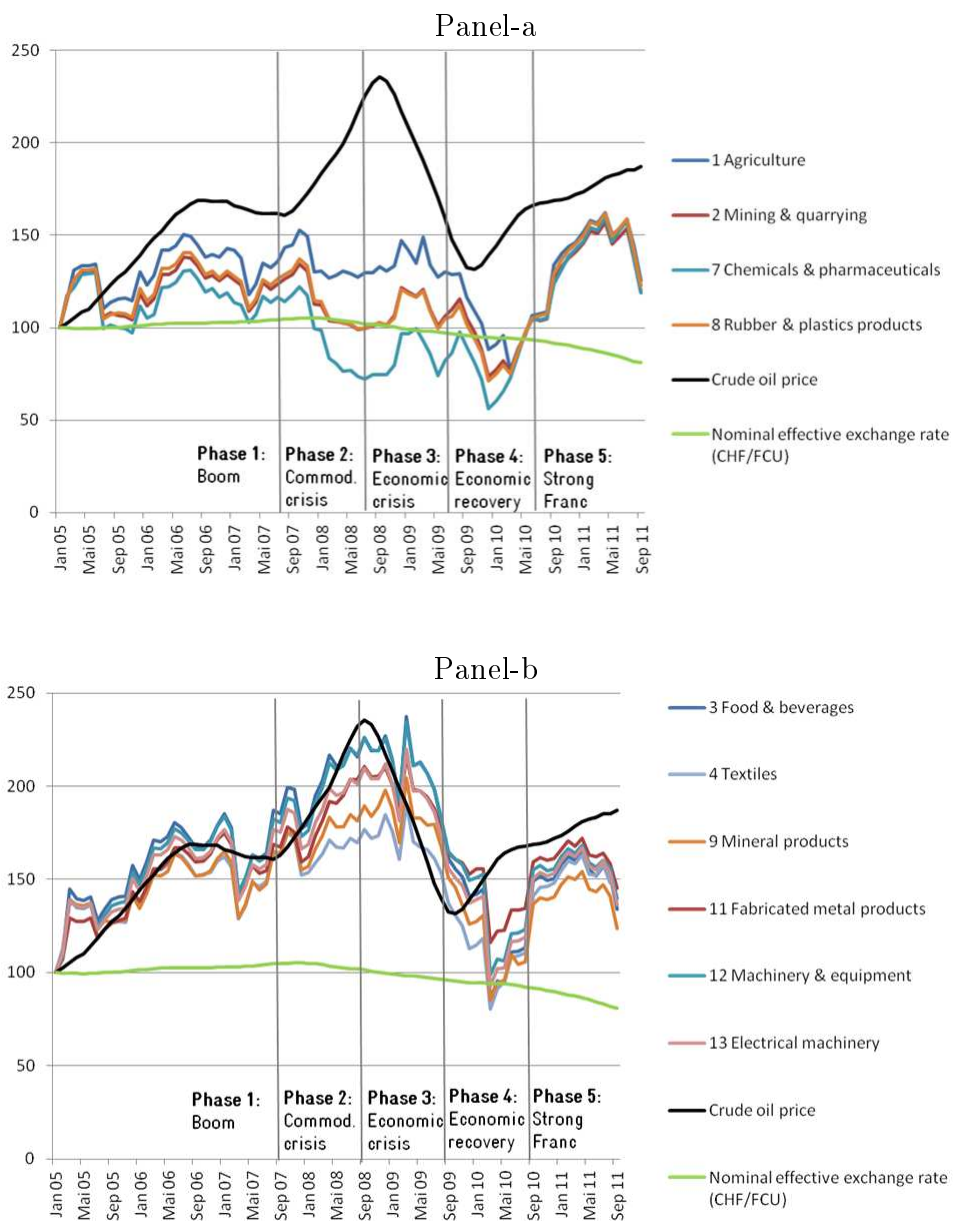 Panel-a
250
200
150
100
50
0
Phase 1:
Boom
Phase 2:
Commod.
crisis
Phase 3:
Economic
crisis
Phase 4:
Economic
recovery
Phase 5:
Strong
Franc
Jan 05
Mai 05
Sep 05
Jan 06
Mai 06
Sep 06
Jan 07
Mai 07
Sep 07
Jan 08
Mai 08
Sep 08
Jan 09
Mai 09
Sep 09
Jan 10
Mai 10
Sep 10
Jan 11
Mai 11
Sep 11
1 Agriculture
2 Mining & quarrying
7 Chemicals & pharmaceuticals
8 Rubber & plastics products
Crude oil price
Nominal effective exchange rate
(CHF/FCU)
Panel-b
250
200
150
100
50
0
Phase 1:
Boom
Phase 2:
Commod.
crisis
Phase 3:
Economic
crisis
Phase 4:
Economic
recovery
Phase 5:
Strong
Franc
Jan 05
Mai 05
Sep 05
Jan 06
Mai 06
Sep 06
Jan 07
Mai 07
Sep 07
Jan 08
Mai 08
Sep 08
Jan 09
Mai 09
Sep 09
Jan 10
Mai 10
Sep 10
Jan 11
Mai 11
Sep 11
3 Food & beverages
4 Textiles
9 Mineral products
11 Fabricated metal products
12 Machinery & equipment
13 Electrical machinery
Crude oil price
Nominal effective exchange rate
(CHF/FCU)